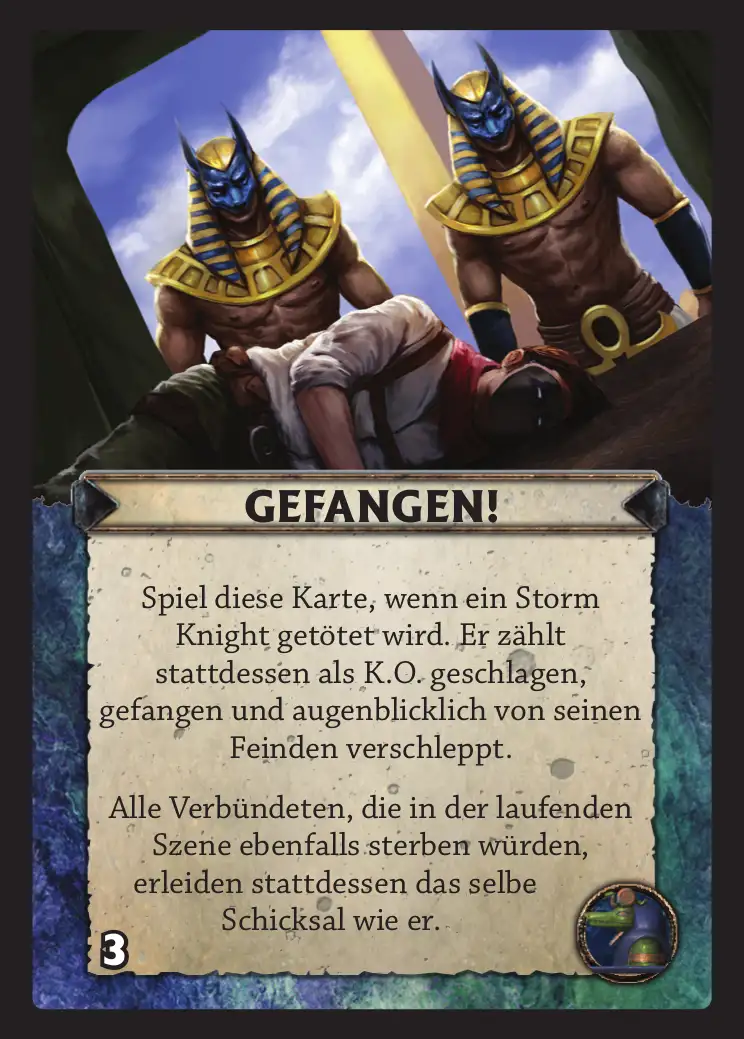 GEFANGEN!
Spiel diese Karte, wenn ein Storm
Knight getötet wird. Er zählt
stattdessen als K.O. geschlagen,
gefangen und augenblicklich von seinen
Feinden verschleppt.
Alle Verbündeten, die in der laufenden
Szene ebenfalls sterben würden,
erleiden stattdessen das selbe
Schicksal wie er.
3